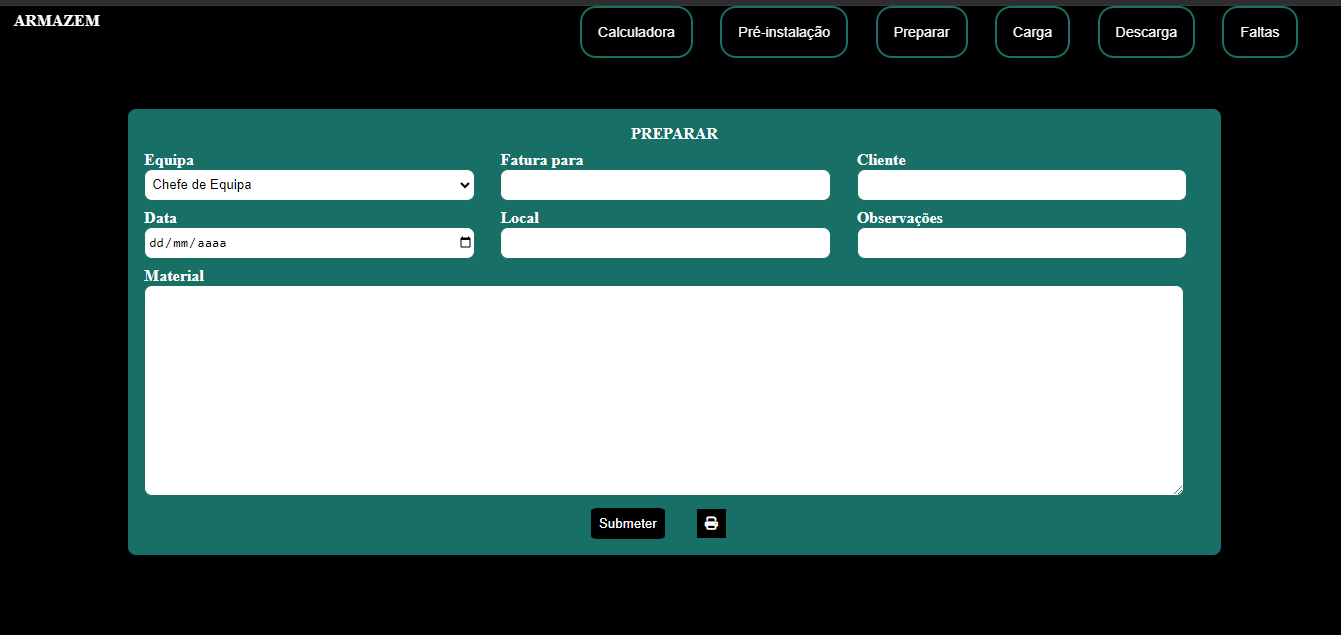 ARMAZEM
Calculadora Pré-instalação Preparar Carga Descarga Faltas
PREPARAR
Equipa Fatura para Cliente
Chefe de Equipa
Data Local Observações
dd/mm/aaaa
Material
Submeter